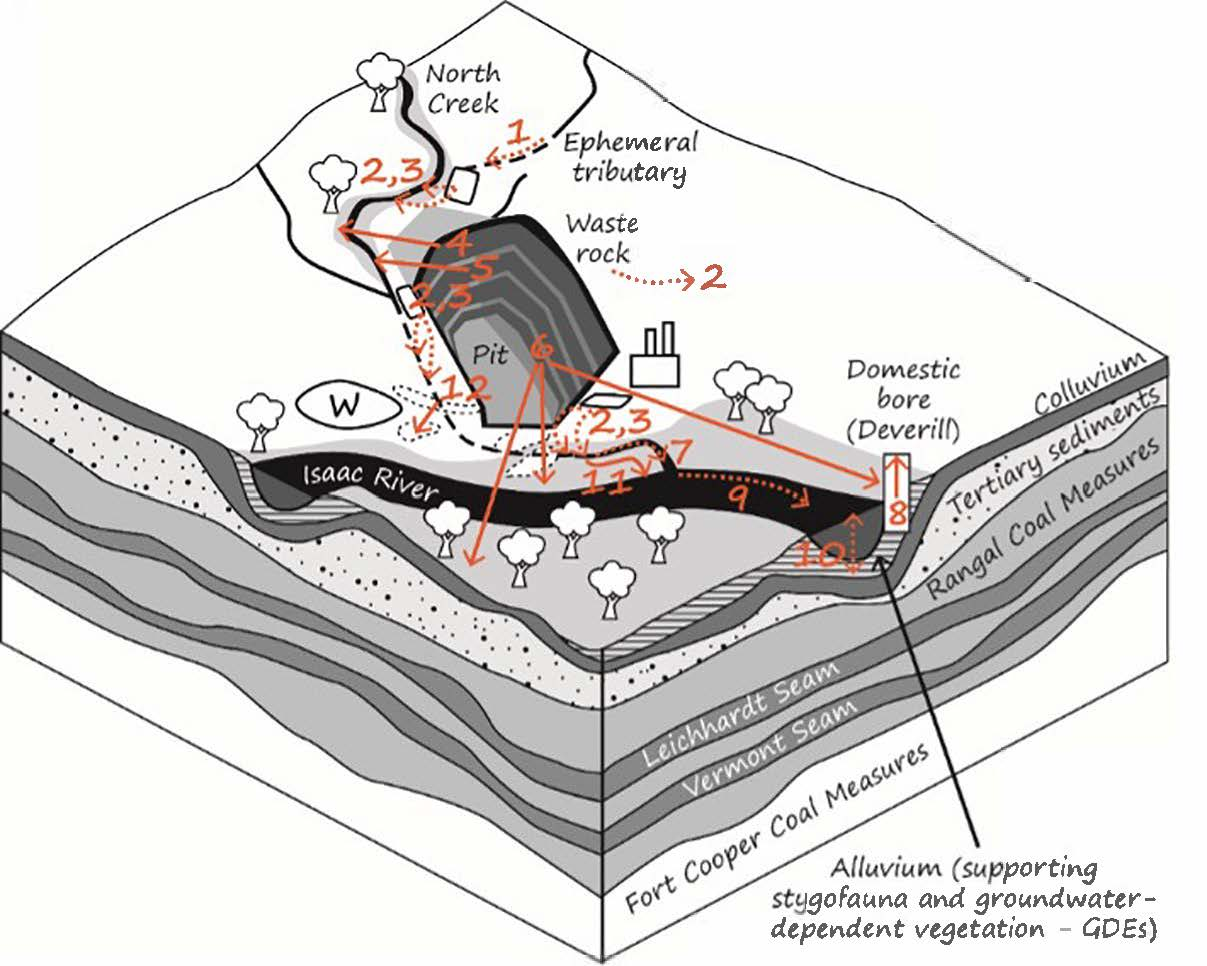 North
Creek
1
Ephemeral
tributary
2,3
Waste
rock
4
5
2
2,3
Pit
6
12
W
2,3
Domestic
bore
(Deverill)
Colluvium
Tertiary sediments
Rangal Coal Measures
Isaac River
7
11
9
8
10
Leichhardt Seam
Vermont Seam
Fort Cooper Coal Measures
Alluvium (supporting
stygofauna and groundwater-
dependent vegetation - GDEs)